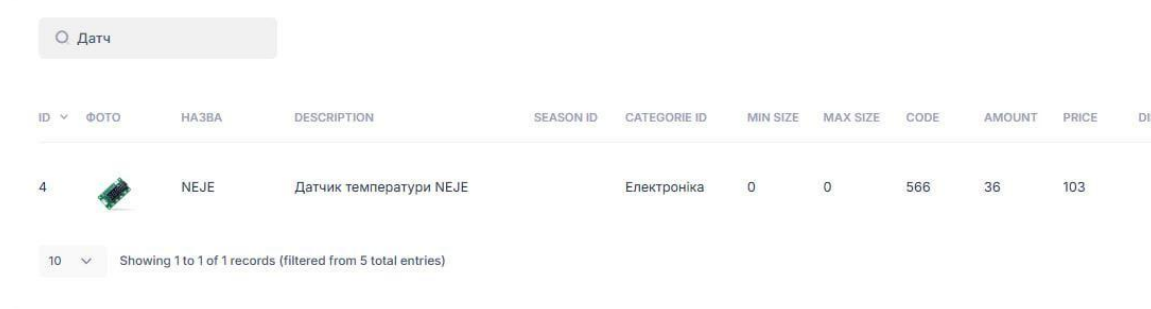 Датч
ID ФОТО НАЗВА DESCRIPTION SEASON ID CATEGORIE ID MIN SIZE MAX SIZE CODE AMOUNT PRICE
4 NEJE Датчик температури NEJE Електроніка 0 0 566 36 103
10 Showing 1 to 1 of 1 records (filtered from 5 total entries)